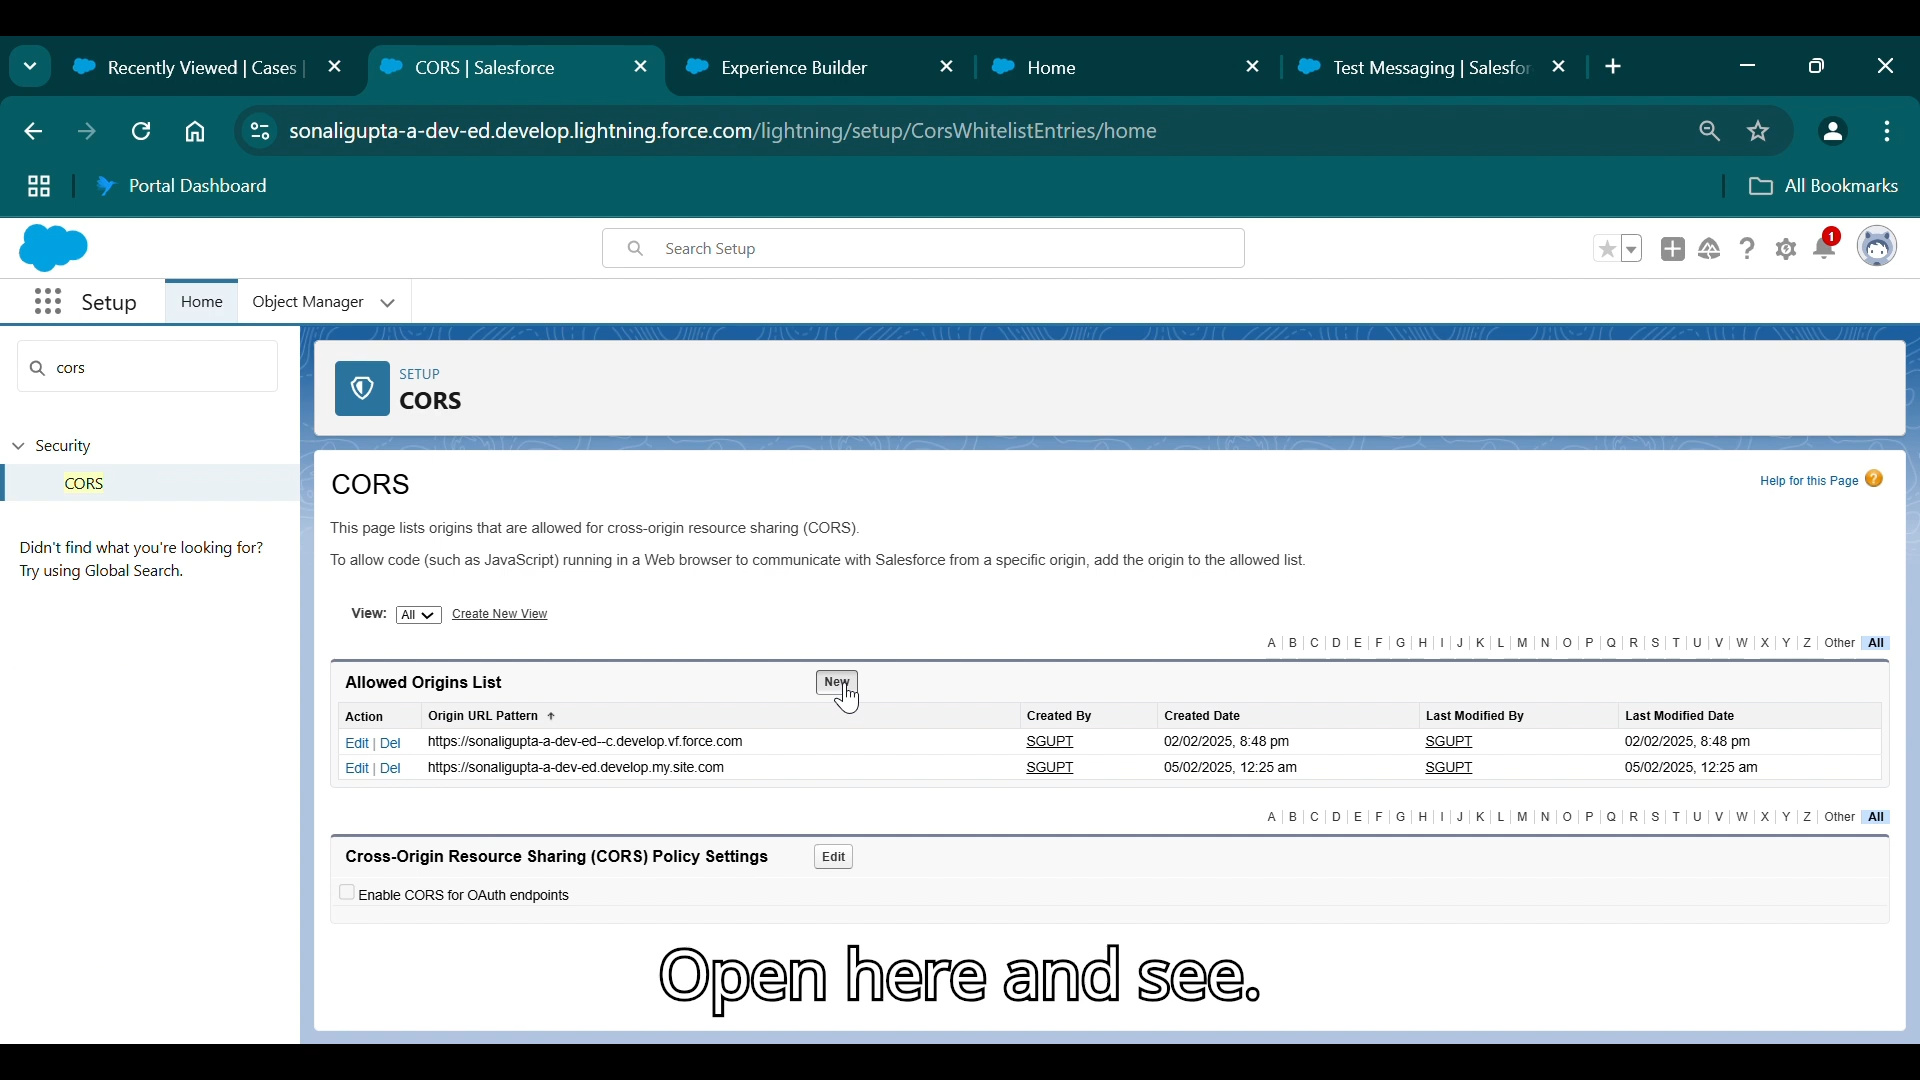 Recently Viewed | Cases |
CORS | Salesforce
Experience Builder
Home
Test Messaging | Salesfor
sonaligupta-a-dev-ed.develop.lightning.force.com/lightning/setup/CorsWhitelistEntries/home
Portal Dashboard
All Bookmarks
Search Setup
1
Setup
Home
Object Manager
cors
Security
CORS
Didn't find what you're looking for?
Try using Global Search.
SETUP
CORS
CORS
Help for this Page
This page lists origins that are allowed for cross-origin resource sharing (CORS).
To allow code (such as JavaScript) running in a Web browser to communicate with Salesforce from a specific origin, add the origin to the allowed list.
View: All Create New View
A | B | C | D | E | F | G | H | I | J | K | L | M | N | O | P | Q | R | S | T | U | V | W | X | Y | Z | Other All
Allowed Origins List New
Action Origin URL Pattern ↑ Created By Created Date Last Modified By Last Modified Date
Edit | Del https://sonaligupta-a-dev-ed--c.develop.vf.force.com SGUPT 02/02/2025, 8:48 pm SGUPT 02/02/2025, 8:48 pm
Edit | Del https://sonaligupta-a-dev-ed.develop.my.site.com SGUPT 05/02/2025, 12:25 am SGUPT 05/02/2025, 12:25 am
A | B | C | D | E | F | G | H | I | J | K | L | M | N | O | P | Q | R | S | T | U | V | W | X | Y | Z | Other All
Cross-Origin Resource Sharing (CORS) Policy Settings Edit
Enable CORS for OAuth endpoints
Open here and see.